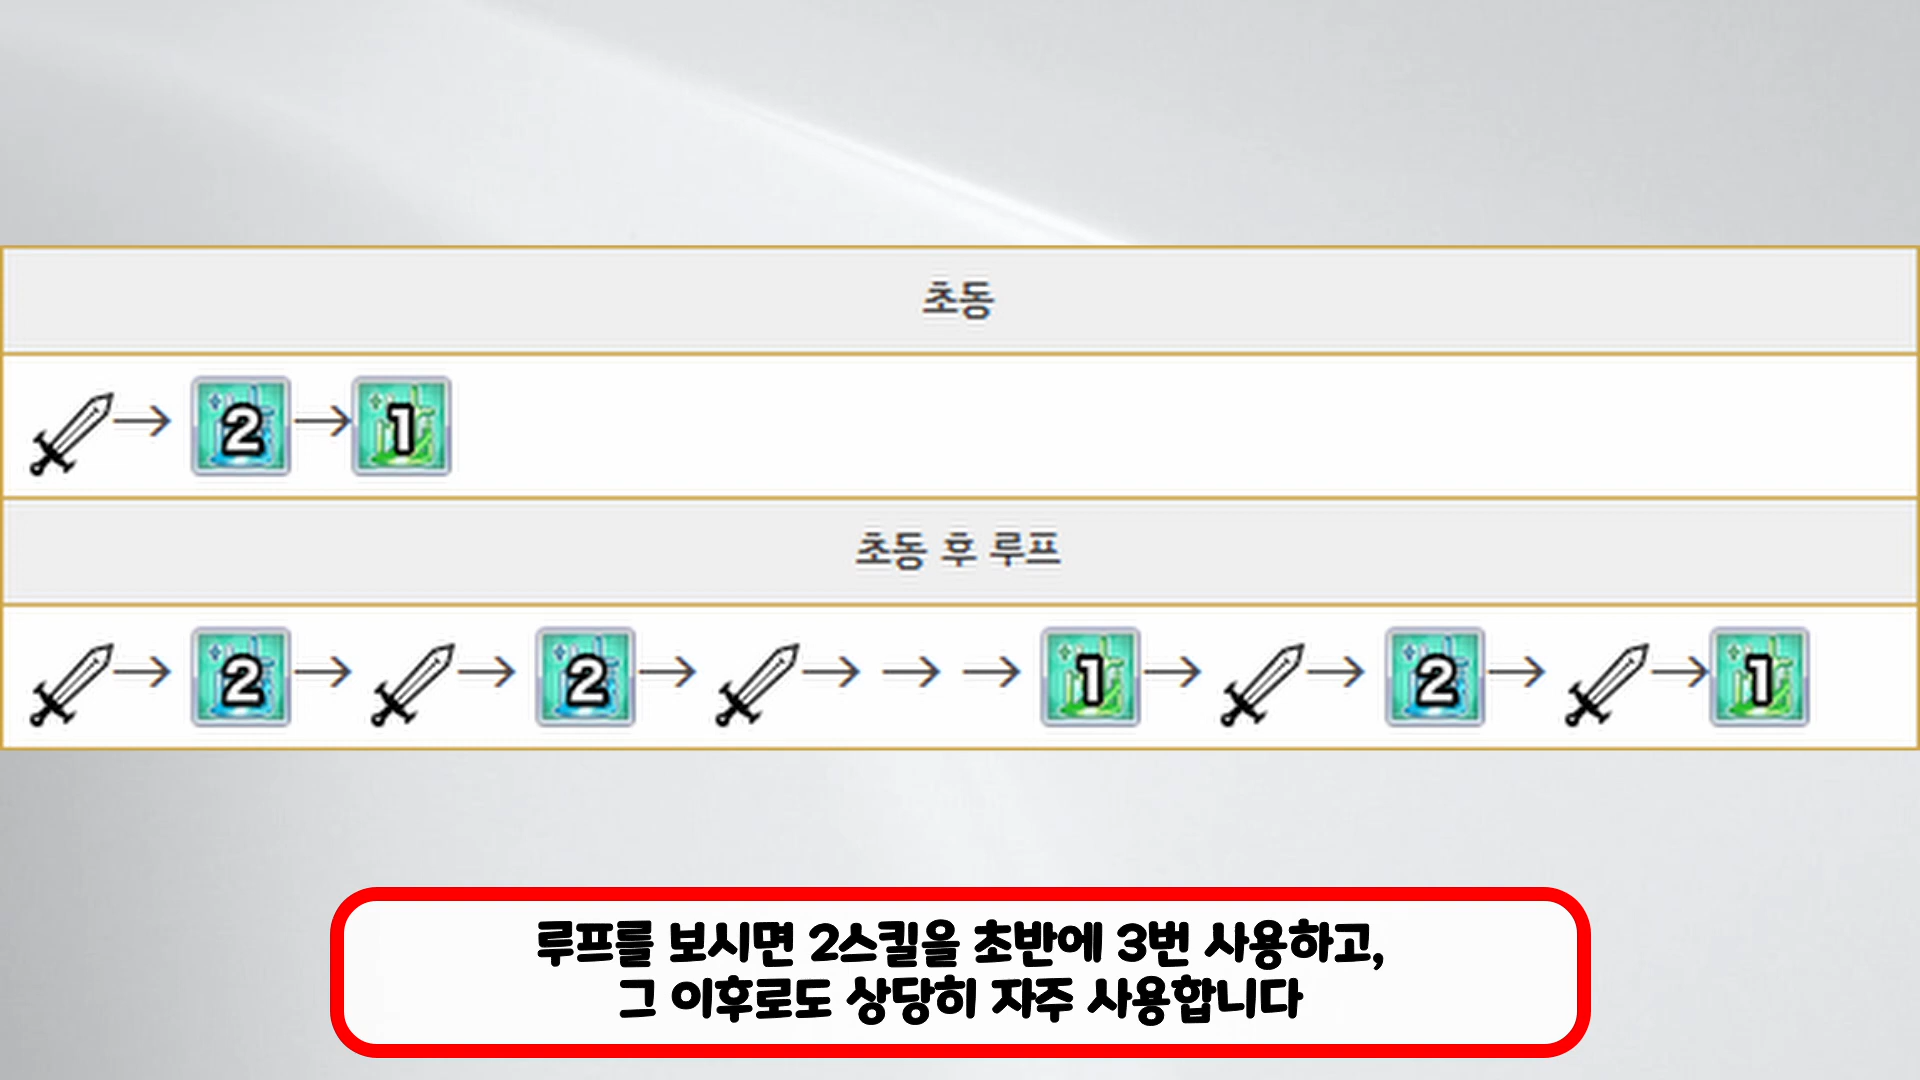 초동
→ 2 → 1
초동 후 루프
→ 2 → → 2 → → → → 1 → → 2 → → 1
루프를 보시면 2스킬을 초반에 3번 사용하고,
그 이후로도 상당히 자주 사용합니다